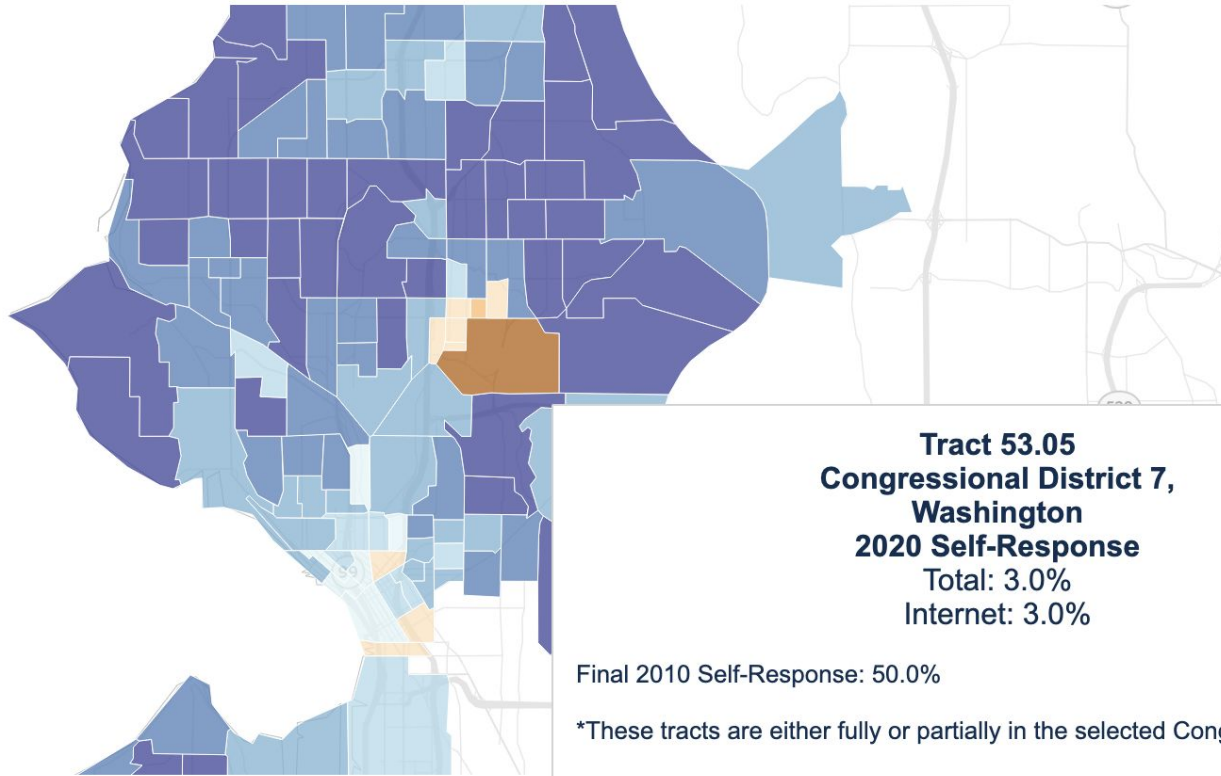 Tract 53.05
Congressional District 7,
Washington
2020 Self-Response
Total: 3.0%
Internet: 3.0%
Final 2010 Self-Response: 50.0%
*These tracts are either fully or partially in the selected Cong
99